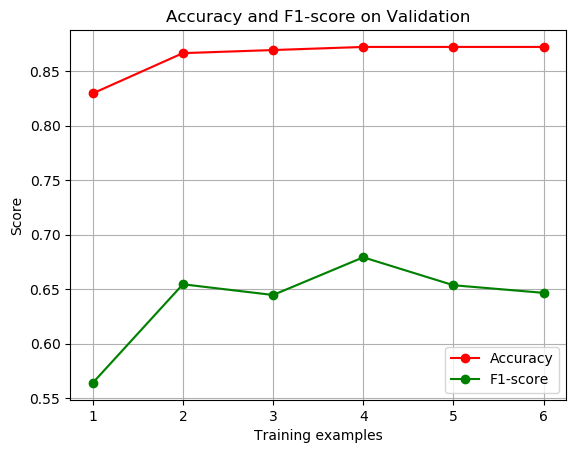 Accuracy and F1-score on Validation
0.85
0.80
0.75
0.70
0.65
0.60
0.55
Score
Accuracy
F1-score
1 2 3 4 5 6
Training examples